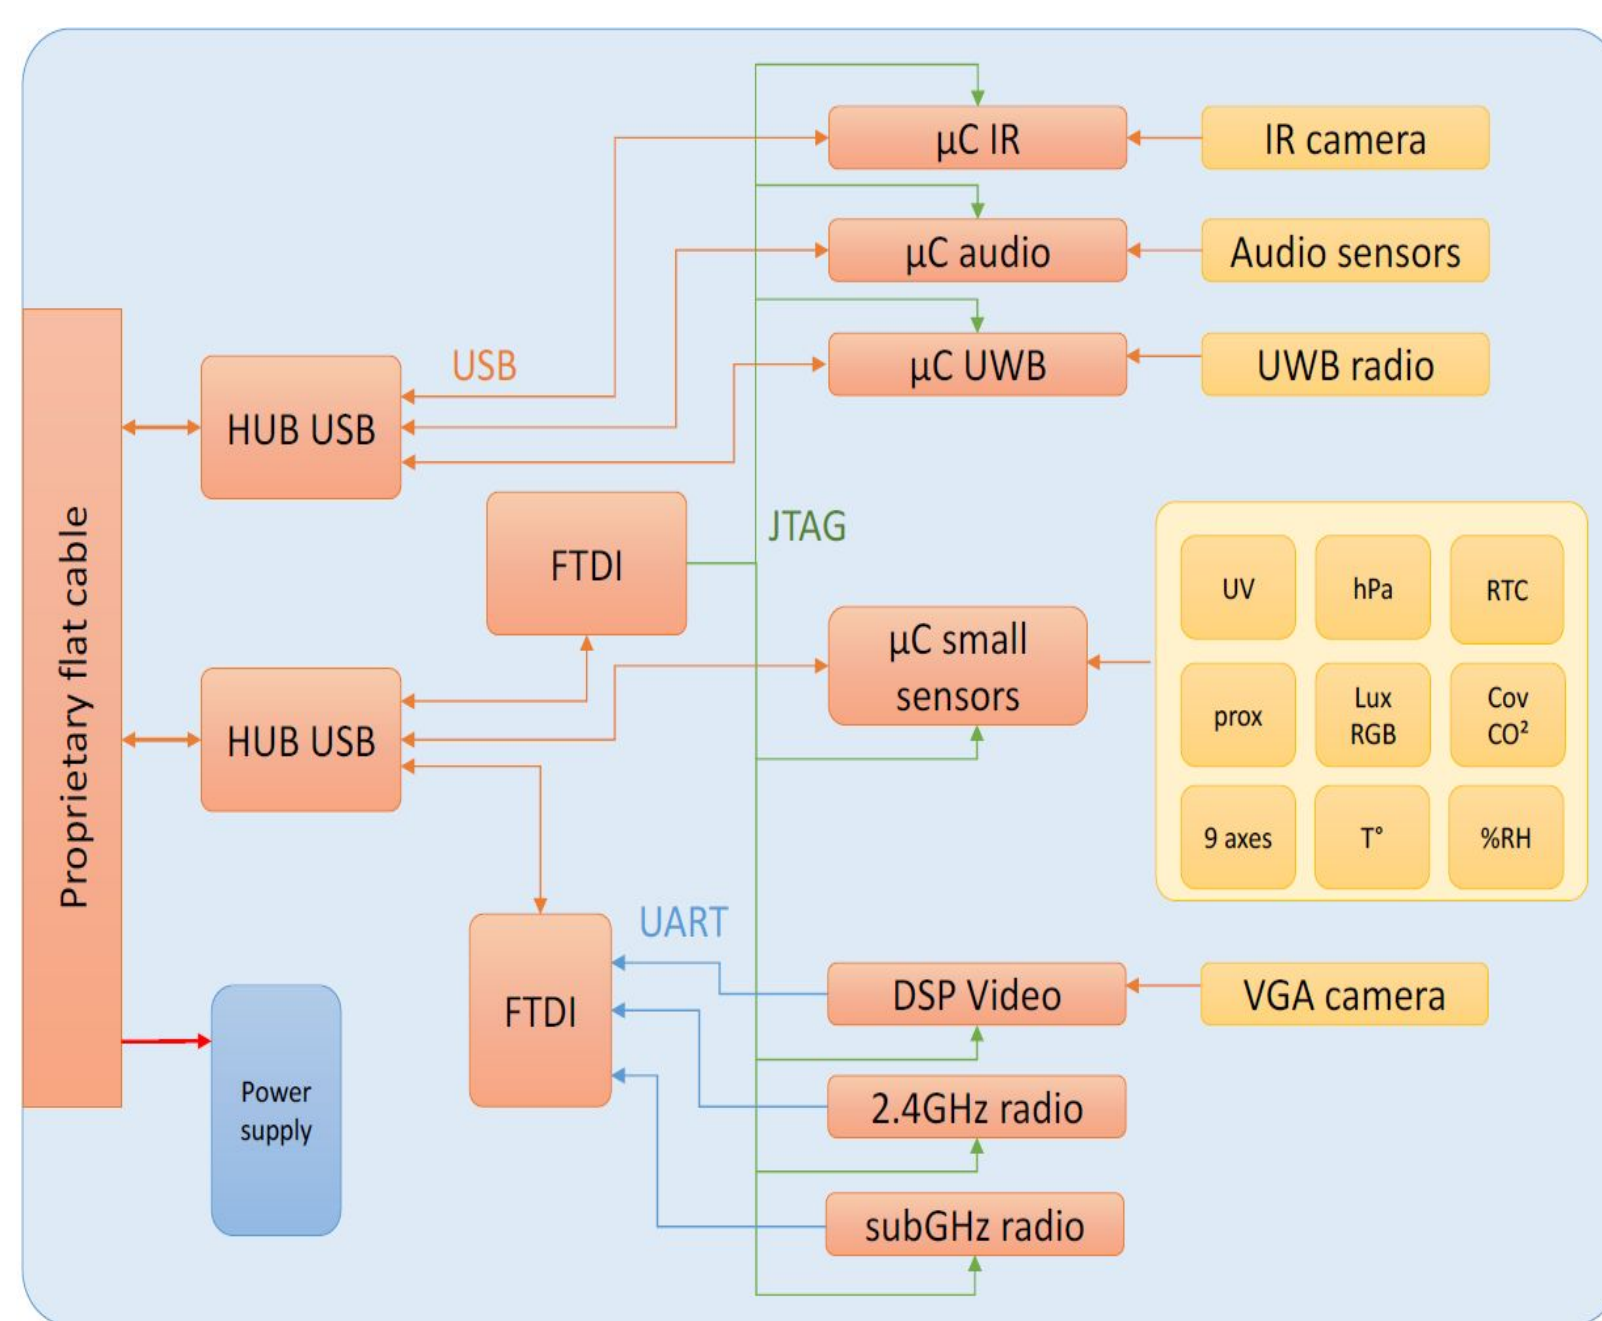 µC IR
IR camera
µC audio
Audio sensors
USB
µC UWB
UWB radio
HUB USB
Proprietary flat cable
FTDI
JTAG
UV
hPa
RTC
µC small
sensors
prox
Lux
RGB
Cov
CO²
HUB USB
9 axes
T°
%RH
UART
FTDI
DSP Video
VGA camera
Power
supply
2.4GHz radio
subGHz radio